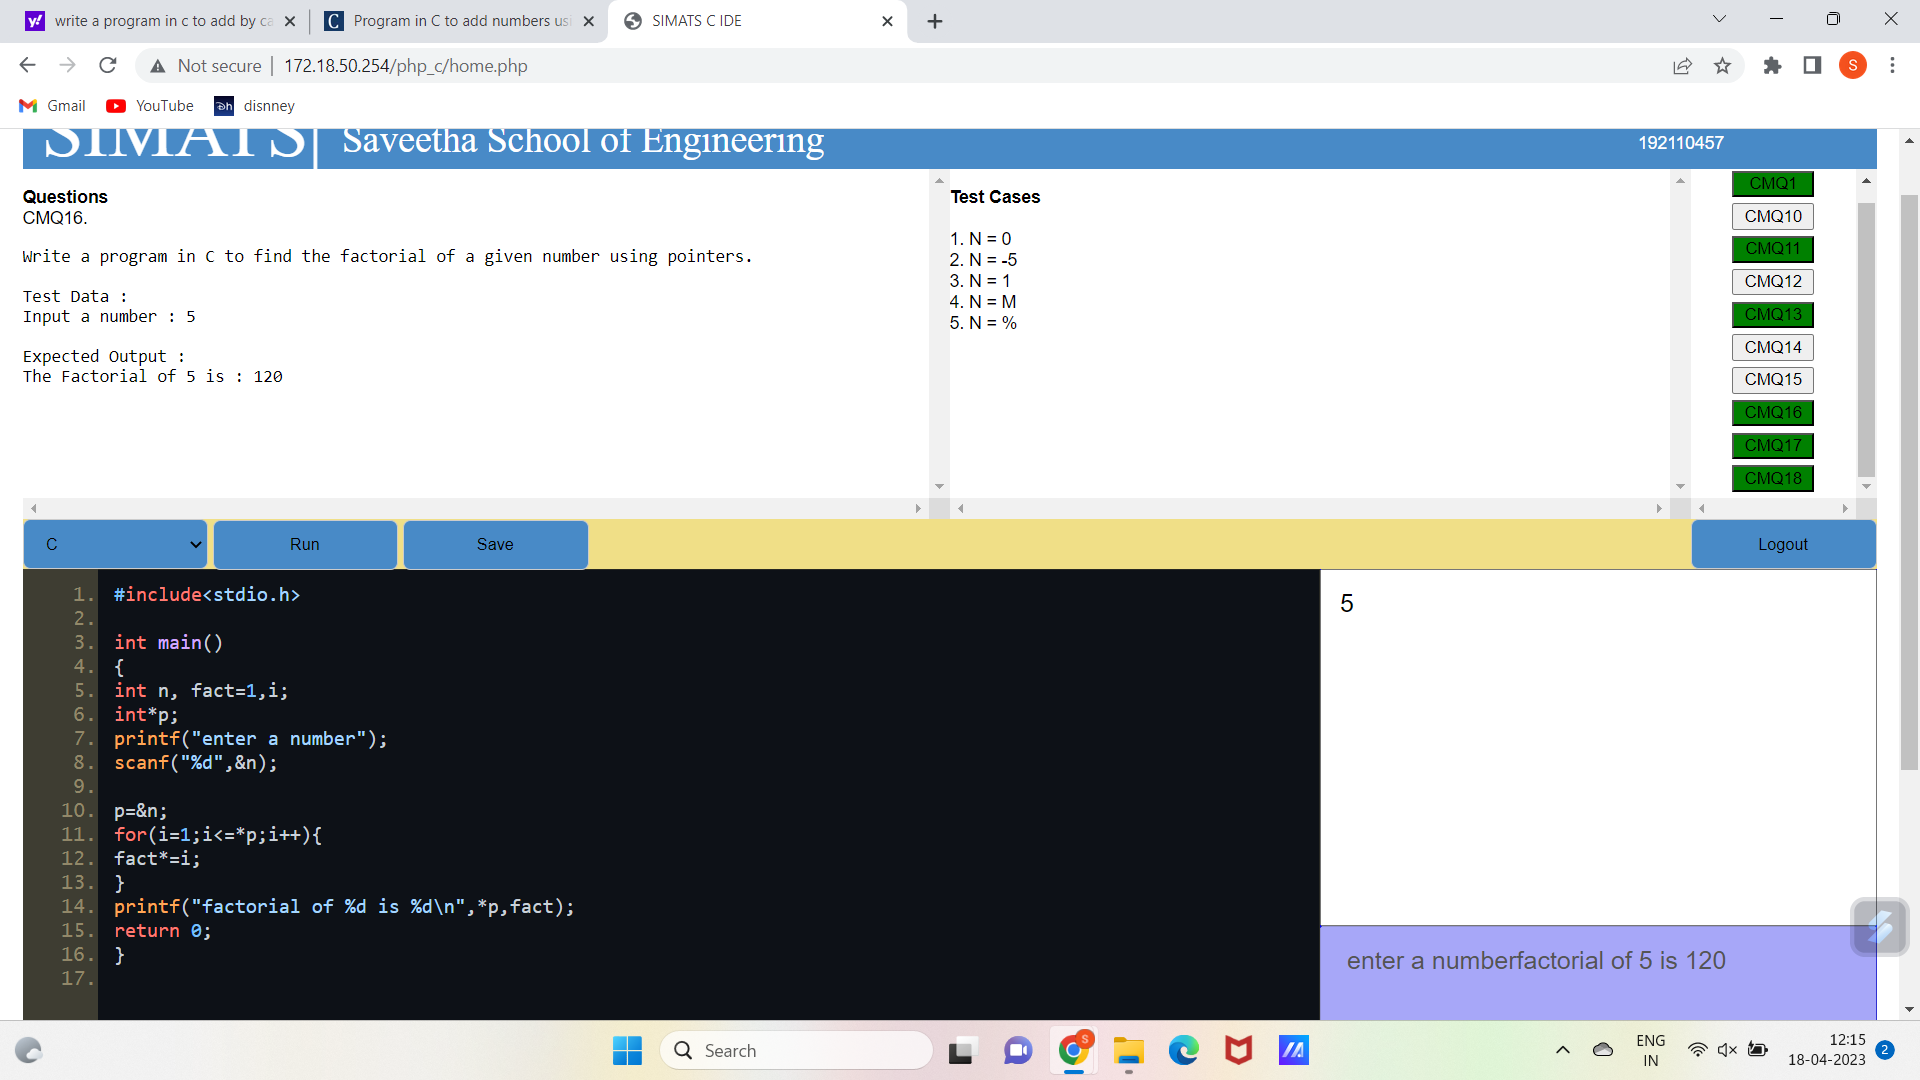 write a program in c to add by ca
Program in C to add numbers usi
SIMATS C IDE
Not secure
172.18.50.254/php_c/home.php
S
Gmail
YouTube
disnney
SIMATS
Saveetha School of Engineering
192110457
Questions
CMQ16.
Write a program in C to find the factorial of a given number using pointers.
Test Data :
Input a number : 5
Expected Output :
The Factorial of 5 is : 120
Test Cases
1. N = 0
2. N = -5
3. N = 1
4. N = M
5. N = %
CMQ1
CMQ10
CMQ11
CMQ12
CMQ13
CMQ14
CMQ15
CMQ16
CMQ17
CMQ18
C
Run
Save
Logout
1. #include<stdio.h>
2.
3. int main()
4. {
5. int n, fact=1,i;
6. int*p;
7. printf("enter a number");
8. scanf("%d",&n);
9.
10. p=&n;
11. for(i=1;i<=*p;i++){
12. fact*=i;
13. }
14. printf("factorial of %d is %d\n",*p,fact);
15. return 0;
16. }
17.
5
enter a numberfactorial of 5 is 120
Search
ENG
IN
12:15
18-04-2023
2